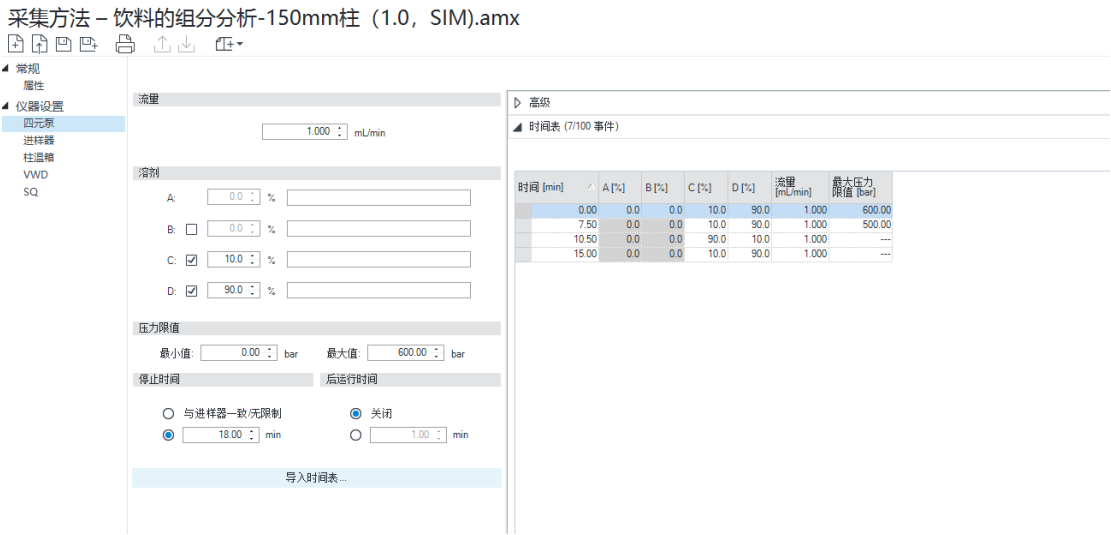 采集方法 – 饮料的组分分析-150mm柱（1.0，SIM).amx
常规
属性
仪器设置
四元泵
进样器
柱温箱
VWD
SQ
流量
1.000 mL/min
溶剂
A: 0.0 %
B: 0.0 %
C: 10.0 %
D: 90.0 %
压力限值
最小值: 0.00 bar 最大值: 600.00 bar
停止时间 后运行时间
与进样器一致/无限制 关闭
18.00 min 1.00 min
导入时间表...
高级
时间表 (7/100 事件)
时间 [min] A [%] B [%] C [%] D [%] 流量 [mL/min] 最大压力限值 [bar]
0.00 0.0 0.0 10.0 90.0 1.000 600.00
7.50 0.0 0.0 10.0 90.0 1.000 500.00
10.50 0.0 0.0 90.0 10.0 1.000 ---
15.00 0.0 0.0 10.0 90.0 1.000 ---